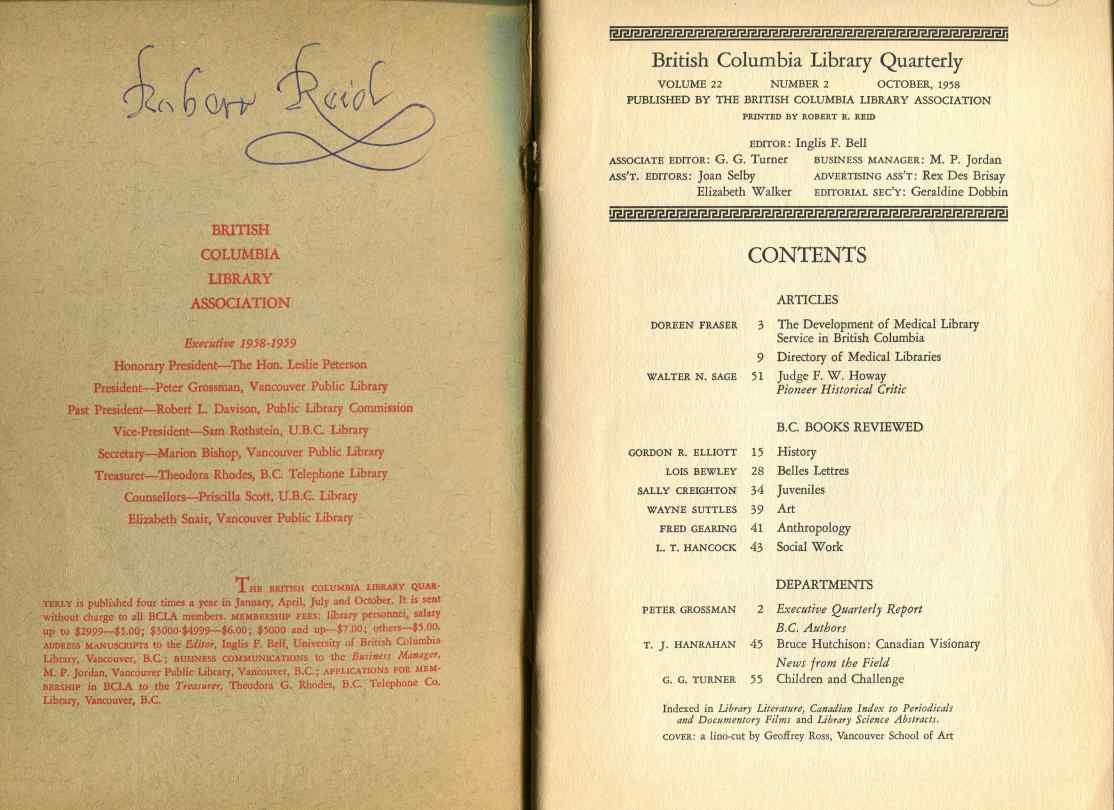 Robert Reid
BRITISH
COLUMBIA
LIBRARY
ASSOCIATION
Executive 1958-1959
Honorary President—The Hon. Leslie Peterson
President—Peter Grossman, Vancouver Public Library
Past President—Robert L. Davison, Public Library Commission
Vice-President—Sam Rothstein, U.B.C. Library
Secretary—Marion Bishop, Vancouver Public Library
Treasurer—Theodora Rhodes, B.C. Telephone Library
Counsellors—Priscilla Scott, U.B.C. Library
Elizabeth Snair, Vancouver Public Library
THE BRITISH COLUMBIA LIBRARY QUAR-
TERLY is published four times a year in January, April, July and October. It is sent
without charge to all BCLA members. MEMBERSHIP FEES: library personnel, salary
up to $2999—$5.00; $3000-$4999—$6.00; $5000 and up—$7.00; others—$5.00.
ADDRESS MANUSCRIPTS to the Editor, Inglis F. Bell, University of British Columbia
Library, Vancouver, B.C.; BUSINESS COMMUNICATIONS to the Business Manager,
M. P. Jordan, Vancouver Public Library, Vancouver, B.C.; APPLICATIONS FOR MEM-
BERSHIP in BCLA to the Treasurer, Theodora G. Rhodes, B.C. Telephone Co.
Library, Vancouver, B.C.
British Columbia Library Quarterly
VOLUME 22 NUMBER 2 OCTOBER, 1958
PUBLISHED BY THE BRITISH COLUMBIA LIBRARY ASSOCIATION
PRINTED BY ROBERT R. REID
EDITOR: Inglis F. Bell
ASSOCIATE EDITOR: G. G. Turner BUSINESS MANAGER: M. P. Jordan
ASS'T. EDITORS: Joan Selby ADVERTISING ASS'T: Rex Des Brisay
Elizabeth Walker EDITORIAL SEC'Y: Geraldine Dobbin
CONTENTS
ARTICLES
DOREEN FRASER 3 The Development of Medical Library
Service in British Columbia
9 Directory of Medical Libraries
WALTER N. SAGE 51 Judge F. W. Howay
Pioneer Historical Critic
B.C. BOOKS REVIEWED
GORDON R. ELLIOTT 15 History
LOIS BEWLEY 28 Belles Lettres
SALLY CREIGHTON 34 Juveniles
WAYNE SUTTLES 39 Art
FRED GEARING 41 Anthropology
L. T. HANCOCK 43 Social Work
DEPARTMENTS
PETER GROSSMAN 2 Executive Quarterly Report
B.C. Authors
T. J. HANRAHAN 45 Bruce Hutchison: Canadian Visionary
News from the Field
G. G. TURNER 55 Children and Challenge
Indexed in Library Literature, Canadian Index to Periodicals
and Documentory Films and Library Science Abstracts.
COVER: a lino-cut by Geoffrey Ross, Vancouver School of Art